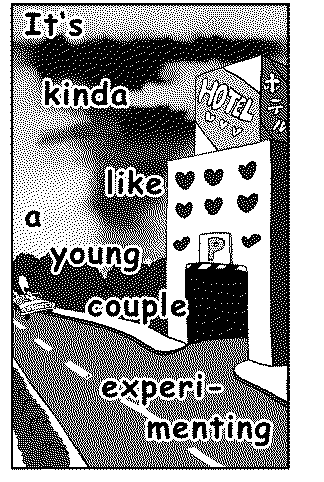 It's
kinda
HOTEL
ホテル
like
a
young
P
couple
experi-
menting